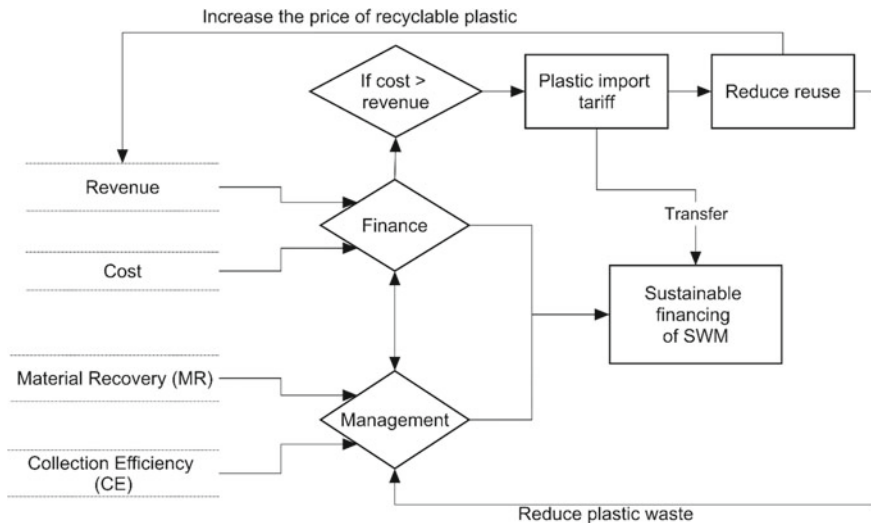 Increase the price of recyclable plastic
If cost >
revenue
Plastic import
tariff
Reduce reuse
Revenue
Finance
Transfer
Cost
Sustainable
financing
of SWM
Material Recovery (MR)
Management
Collection Efficiency
(CE)
Reduce plastic waste